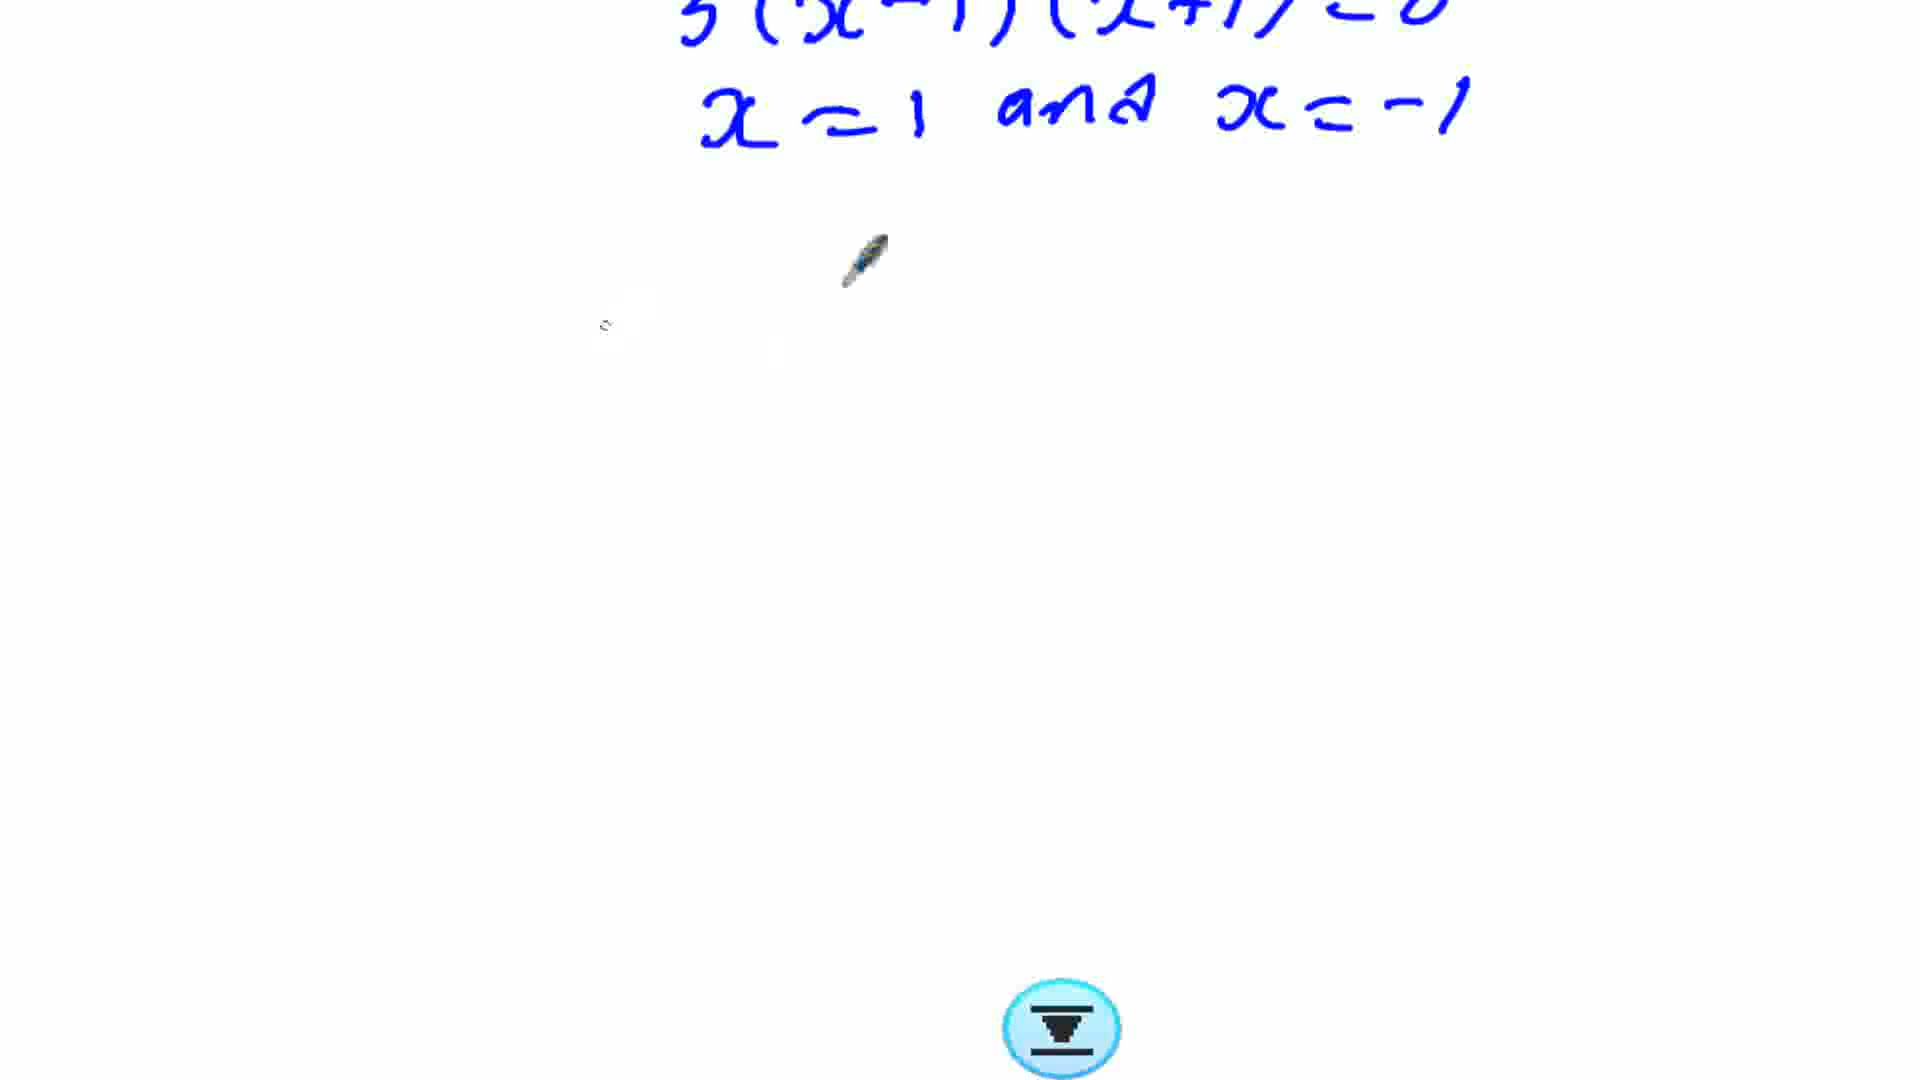 3(x-1)(x+1)=0
x=1 and x=-1